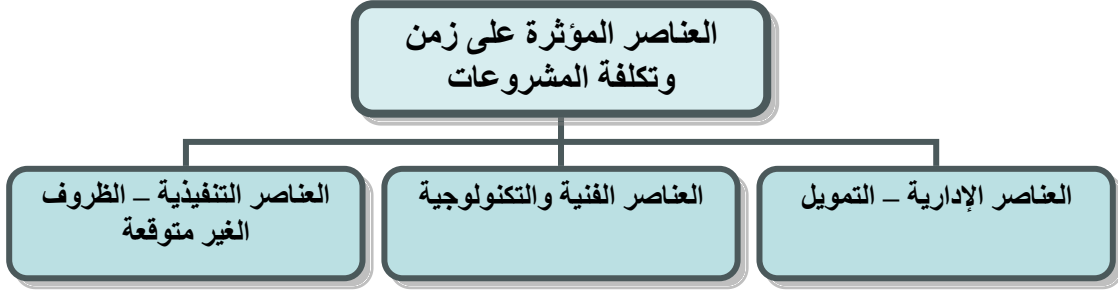 العناصر المؤثرة على زمن
وتكلفة المشروعات
العناصر الإدارية – التمويل
العناصر الفنية والتكنولوجية
العناصر التنفيذية – الظروف
الغير متوقعة